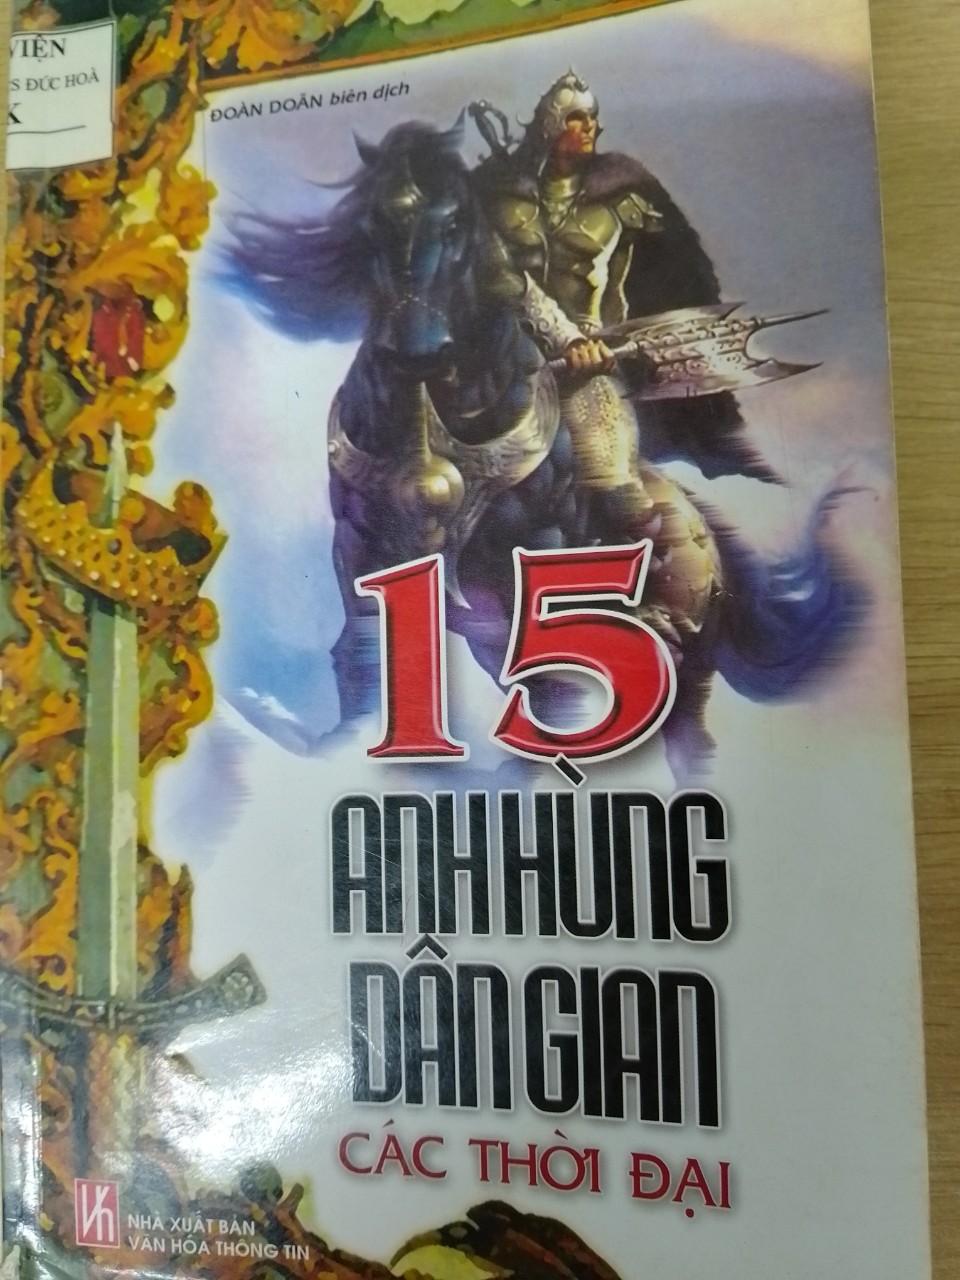 VIỆN
CS ĐỨC HOÀ
X
ĐOÀN DOÃN biên dịch
15
ANH HÙNG
DÂN GIAN
CÁC THỜI ĐẠI
NHÀ XUẤT BẢN
VĂN HÓA THÔNG TIN